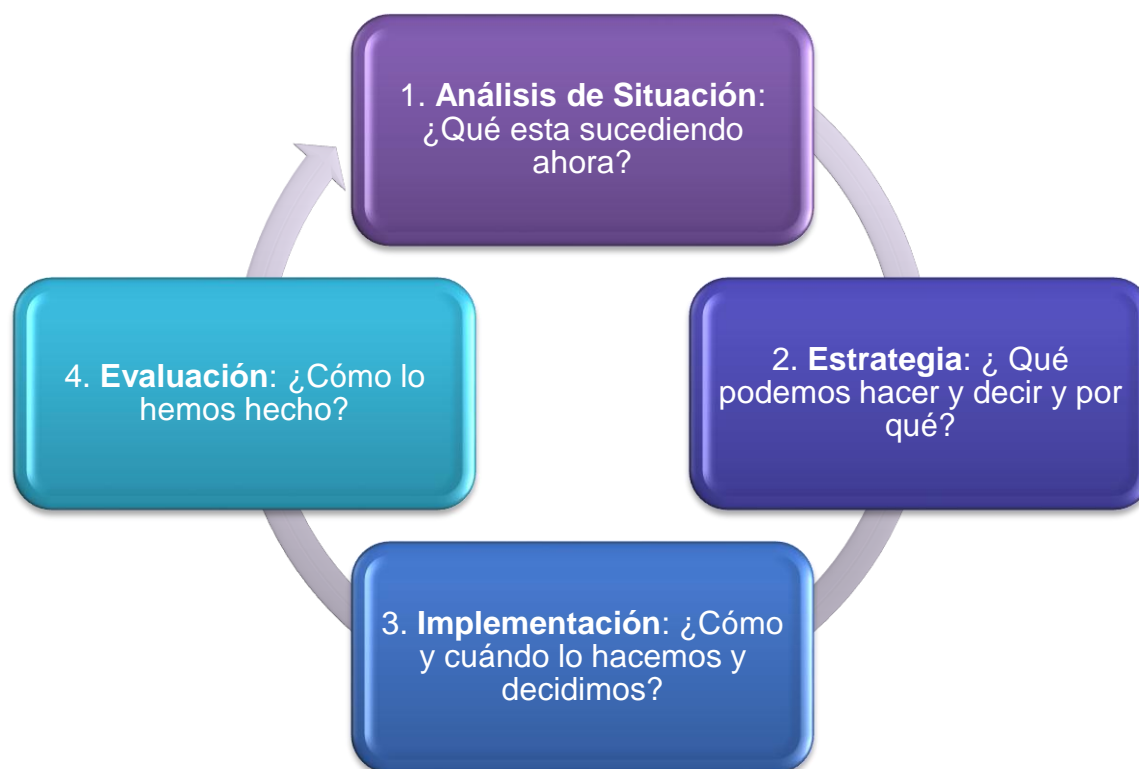 1. Análisis de Situación:
¿Qué esta sucediendo
ahora?
2. Estrategia: ¿ Qué
podemos hacer y decir y por
qué?
3. Implementación: ¿Cómo
y cuándo lo hacemos y
decidimos?
4. Evaluación: ¿Cómo lo
hemos hecho?